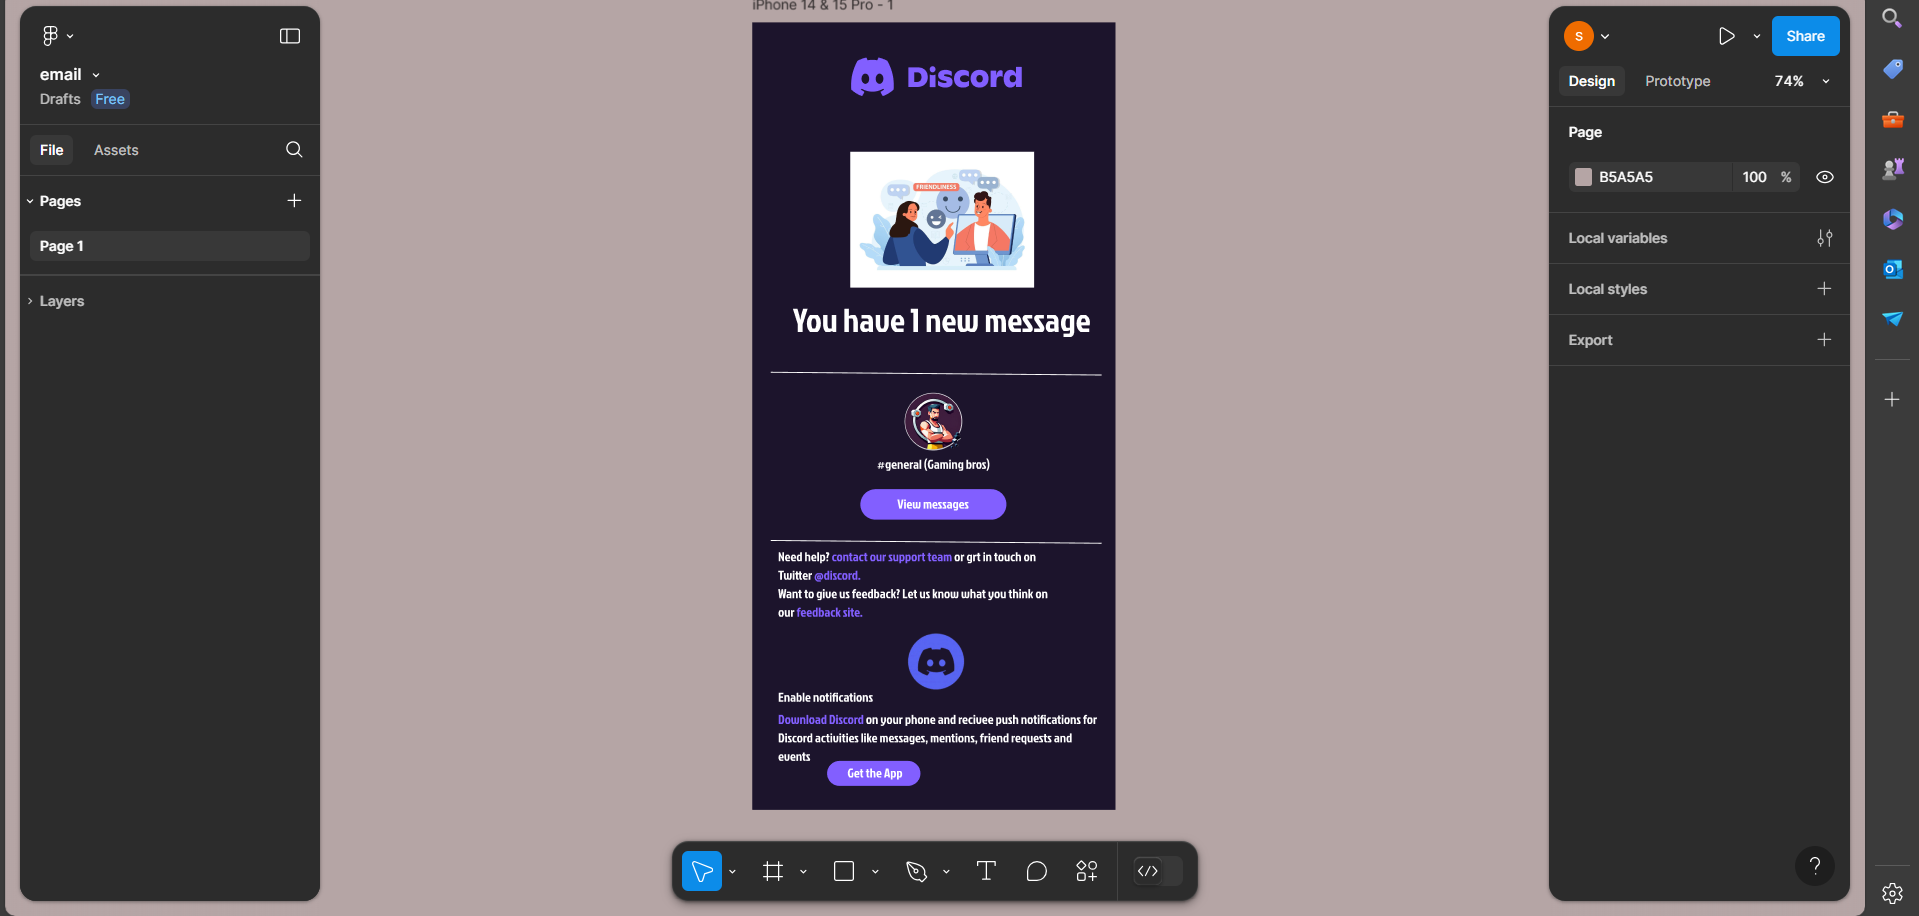 iPhone 14 & 15 Pro - 1
email
Drafts Free
File Assets
Pages
Page 1
Layers
Discord
FRIENDLINESS
You have 1 new message
#general (Gaming bros)
View messages
Need help? contact our support team or grt in touch on
Twitter @discord.
Want to give us feedback? Let us know what you think on
our feedback site.
Enable notifications
Download Discord on your phone and recivee push notifications for
Discord activities like messages, mentions, friend requests and
events
Get the App
S
Share
Design Prototype 74%
Page
B5A5A5 100 %
Local variables
Local styles
Export
?